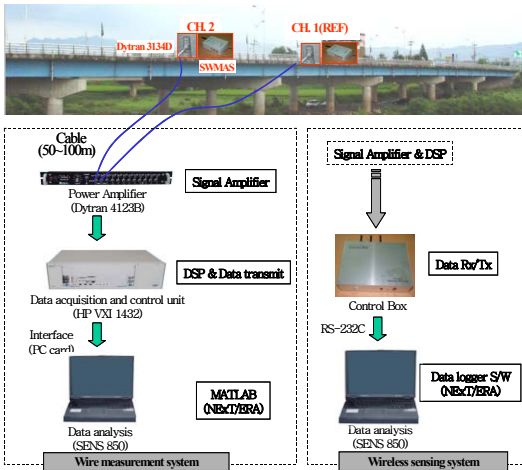 CH. 2
CH. 1(REF)
Dytran 3134D
SWMAS
Cable
(50~100m)
Signal Amplifier
Power Amplifier
(Dytran 4123B)
DSP & Data transmit
Data acquisition and control unit
(HP VXI 1432)
Interface
(PC card)
MATLAB
(NExT/ERA)
Data analysis
(SENS 850)
Wire measurement system
Signal Amplifier & DSP
Data Rx/Tx
Control Box
RS-232C
Data logger S/W
(NExT/ERA)
Data analysis
(SENS 850)
Wireless sensing system